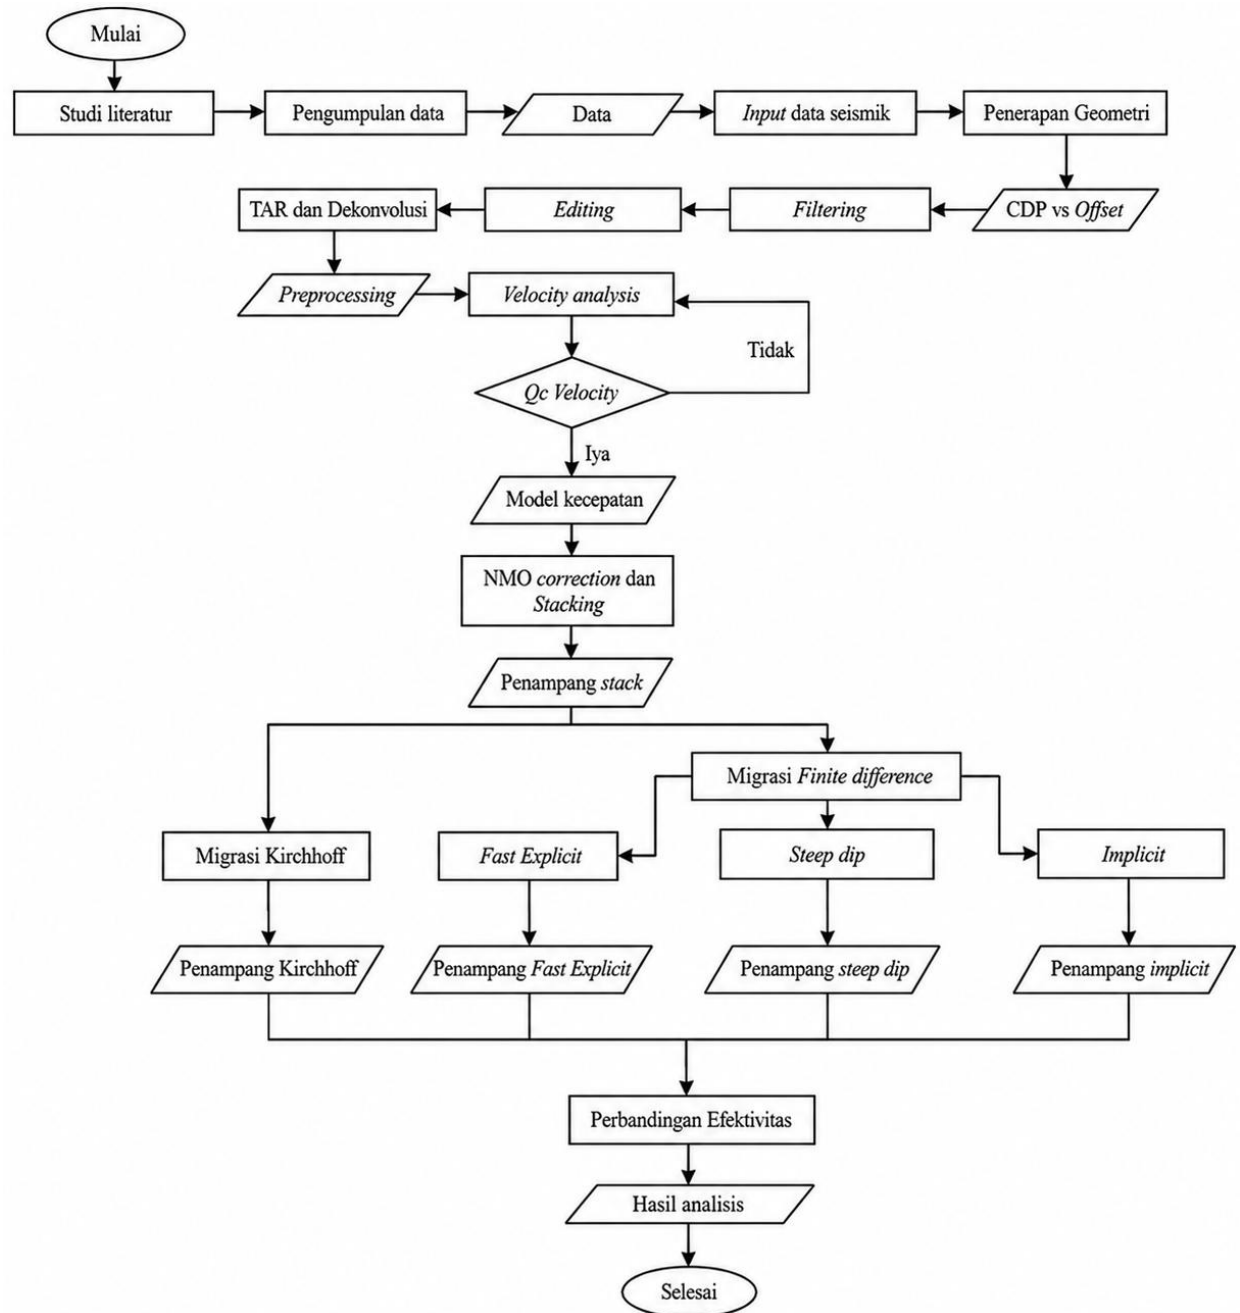 Mulai
Studi literatur
Pengumpulan data
Data
Input data seismik
Penerapan Geometri
CDP vs Offset
Filtering
Editing
TAR dan Dekonvolusi
Preprocessing
Velocity analysis
Tidak
Qc Velocity
Iya
Model kecepatan
NMO correction dan
Stacking
Penampang stack
Migrasi Finite difference
Migrasi Kirchhoff
Fast Explicit
Steep dip
Implicit
Penampang Kirchhoff
Penampang Fast Explicit
Penampang steep dip
Penampang implicit
Perbandingan Efektivitas
Hasil analisis
Selesai